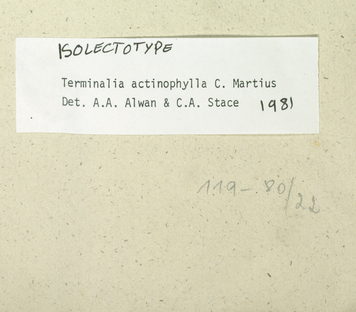 ISOLECTOTYPE
Terminalia actinophylla C. Martius
Det. A.A. Alwan & C.A. Stace 1981
119-80/22